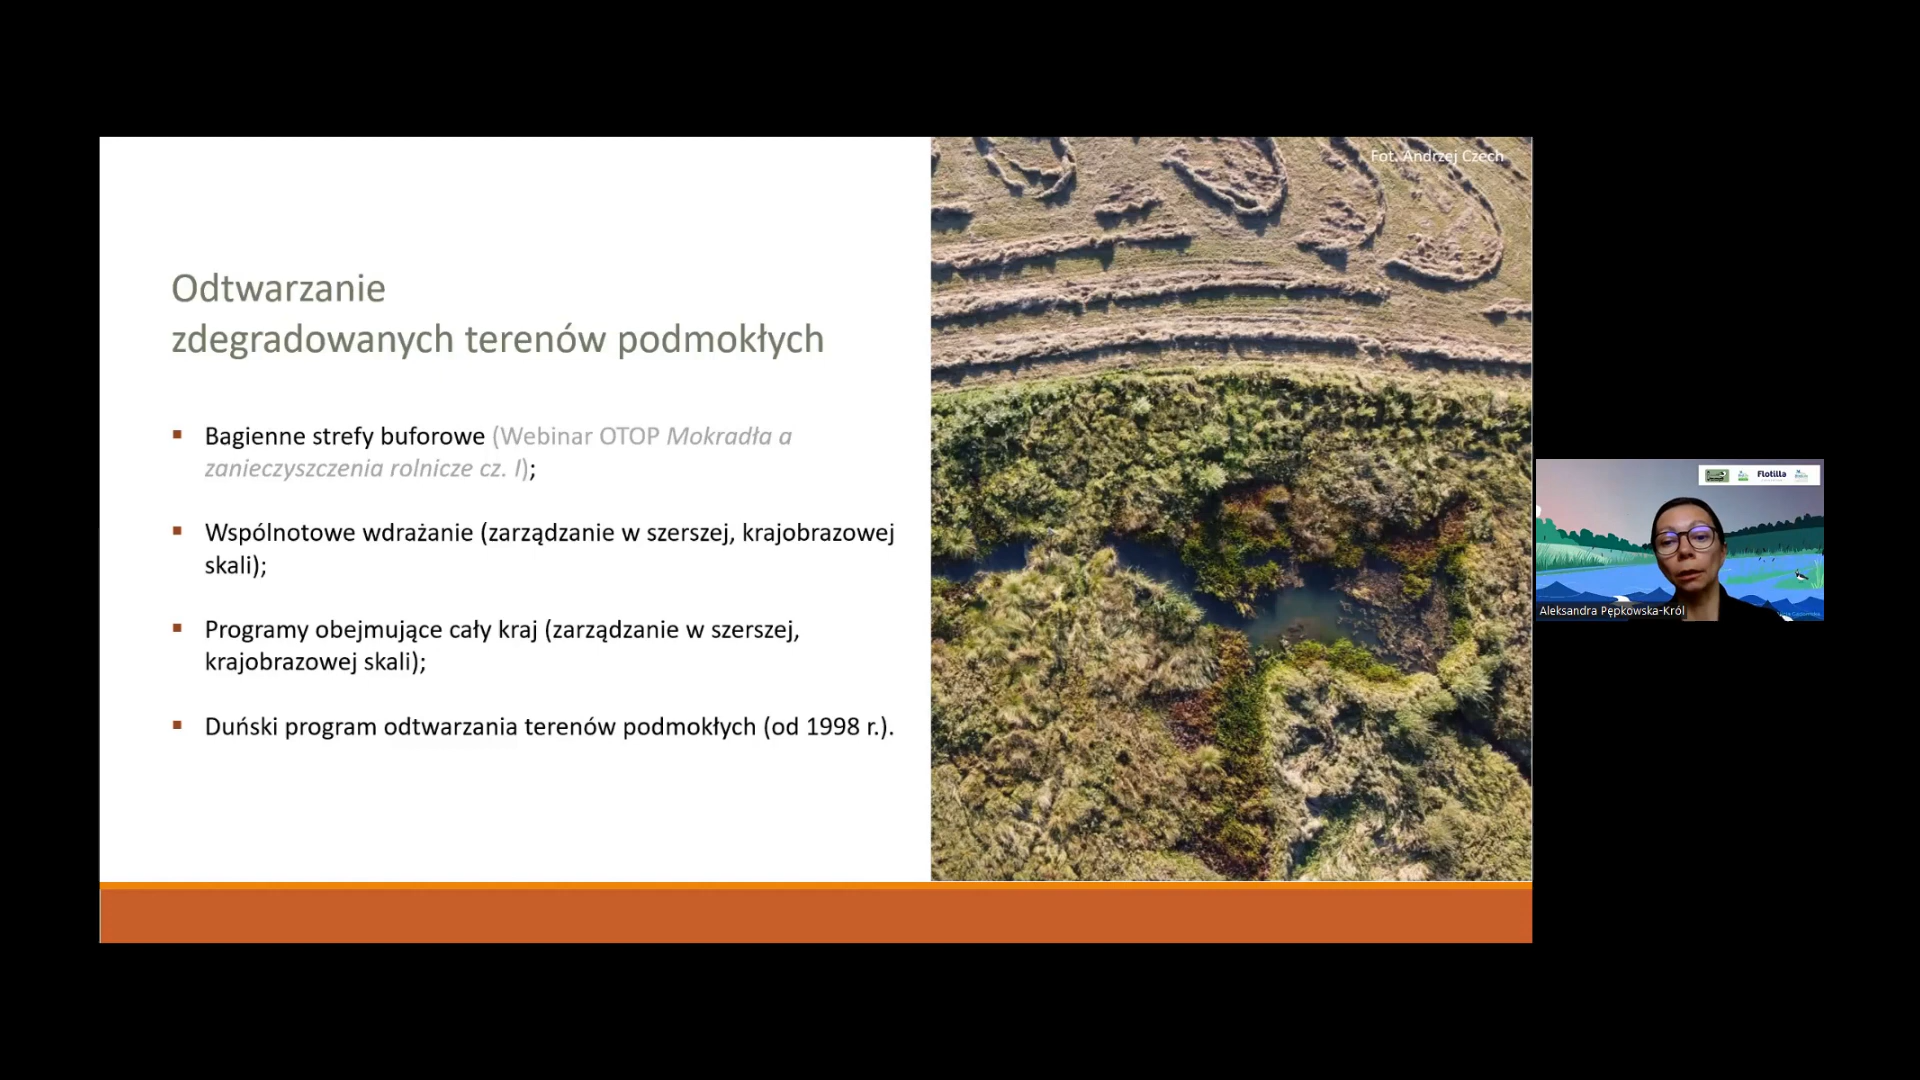 Fot. Andrzej Czech
Odtwarzanie
zdegradowanych terenów podmokłych
▪ Bagienne strefy buforowe (Webinar OTOP Mokradła a
zanieczyszczenia rolnicze cz. I);
▪ Wspólnotowe wdrażanie (zarządzanie w szerszej, krajobrazowej
skali);
▪ Programy obejmujące cały kraj (zarządzanie w szerszej,
krajobrazowej skali);
▪ Duński program odtwarzania terenów podmokłych (od 1998 r.).
Flotilla
Aleksandra Pępkowska-Król